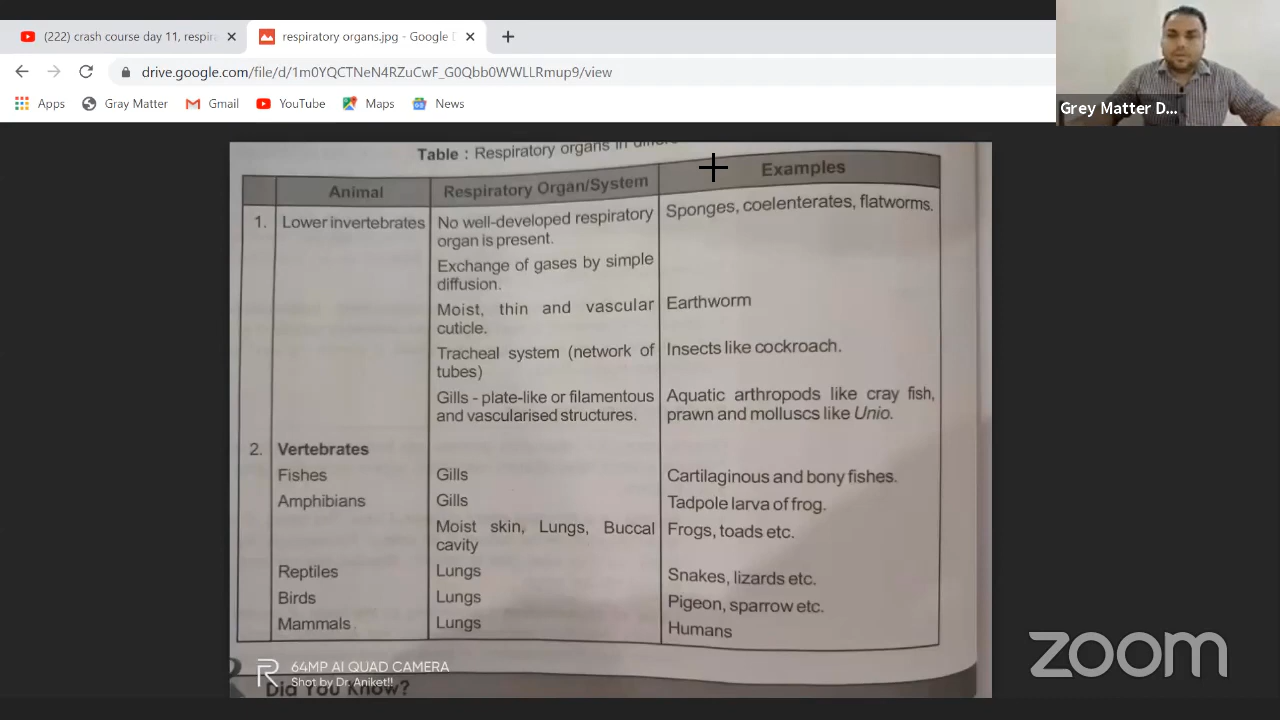 (222) crash course day 11, respir
respiratory organs.jpg - Google D
drive.google.com/file/d/1m0YQCTNeN4RZuCwF_G0Qbb0WWLLRmup9/view
Apps Gray Matter Gmail YouTube Maps News
Grey Matter D...
Table : Respiratory organs in
Animal Respiratory Organ/System Examples
1. Lower invertebrates No well-developed respiratory Sponges, coelenterates, flatworms.
organ is present.
Exchange of gases by simple
diffusion.
Moist, thin and vascular Earthworm
cuticle.
Tracheal system (network of Insects like cockroach.
tubes)
Gills - plate-like or filamentous Aquatic arthropods like cray fish,
and vascularised structures. prawn and molluscs like Unio.
2. Vertebrates
Fishes Gills Cartilaginous and bony fishes.
Amphibians Gills Tadpole larva of frog.
Moist skin, Lungs, Buccal Frogs, toads etc.
cavity
Reptiles Lungs Snakes, lizards etc.
Birds Lungs Pigeon, sparrow etc.
Mammals Lungs Humans
R 64MP AI QUAD CAMERA
Shot by Dr. Aniket!!
Did You Know?
zoom